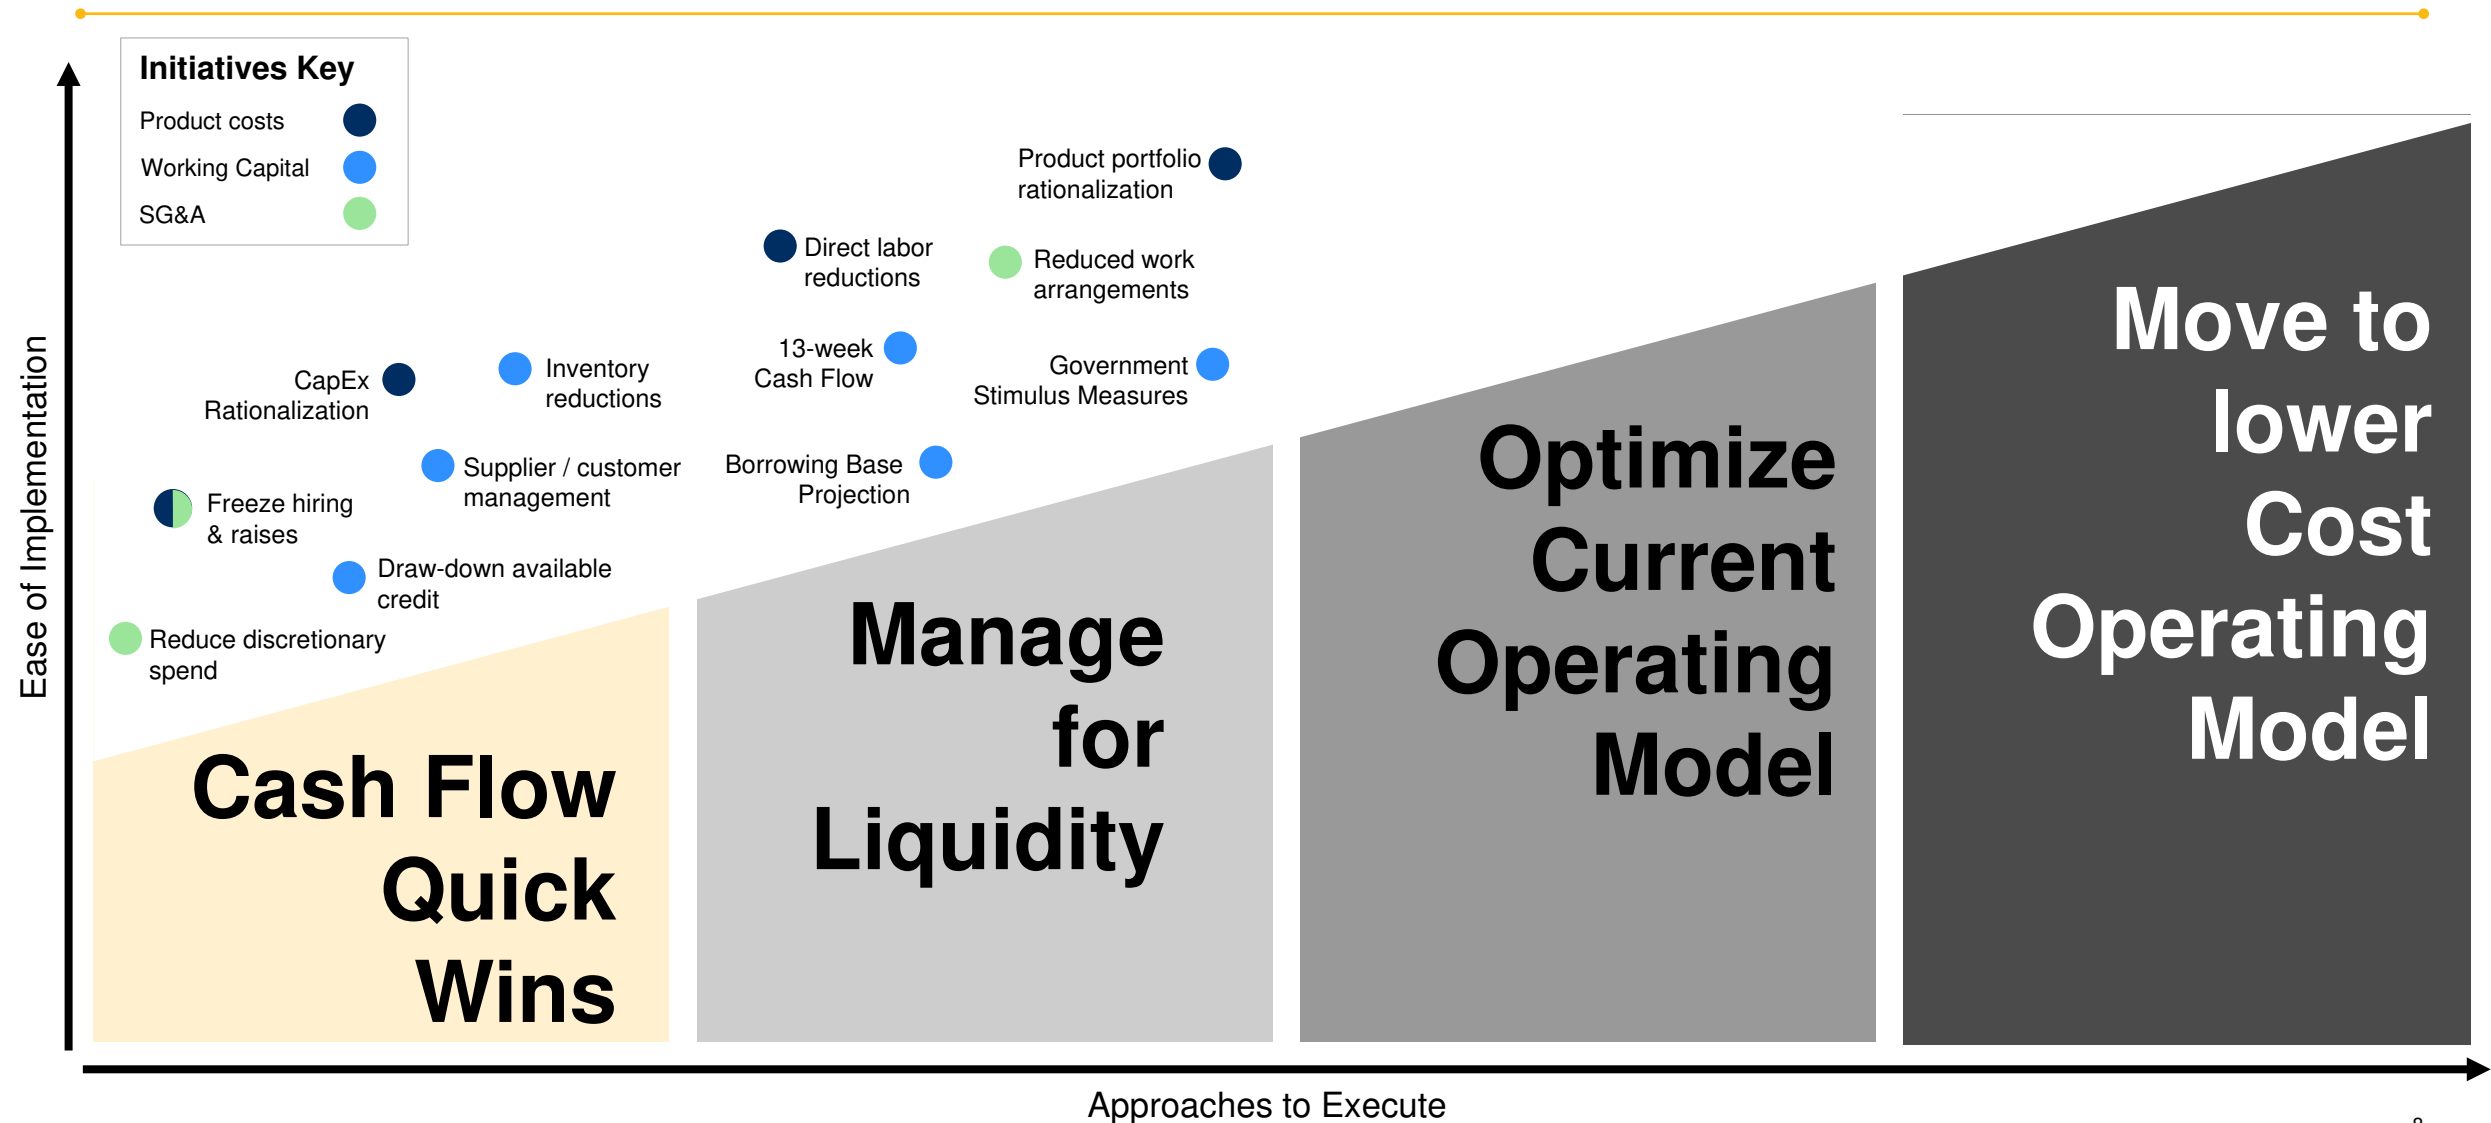 Initiatives Key
Product costs
Working Capital
SG&A
Ease of Implementation
Product portfolio
rationalization
Direct labor
reductions
Reduced work
arrangements
13-week
Cash Flow
Government
Stimulus Measures
CapEx
Rationalization
Inventory
reductions
Supplier / customer
management
Borrowing Base
Projection
Freeze hiring
& raises
Draw-down available
credit
Reduce discretionary
spend
Cash Flow
Quick
Wins
Manage
for
Liquidity
Optimize
Current
Operating
Model
Move to
lower
Cost
Operating
Model
Approaches to Execute